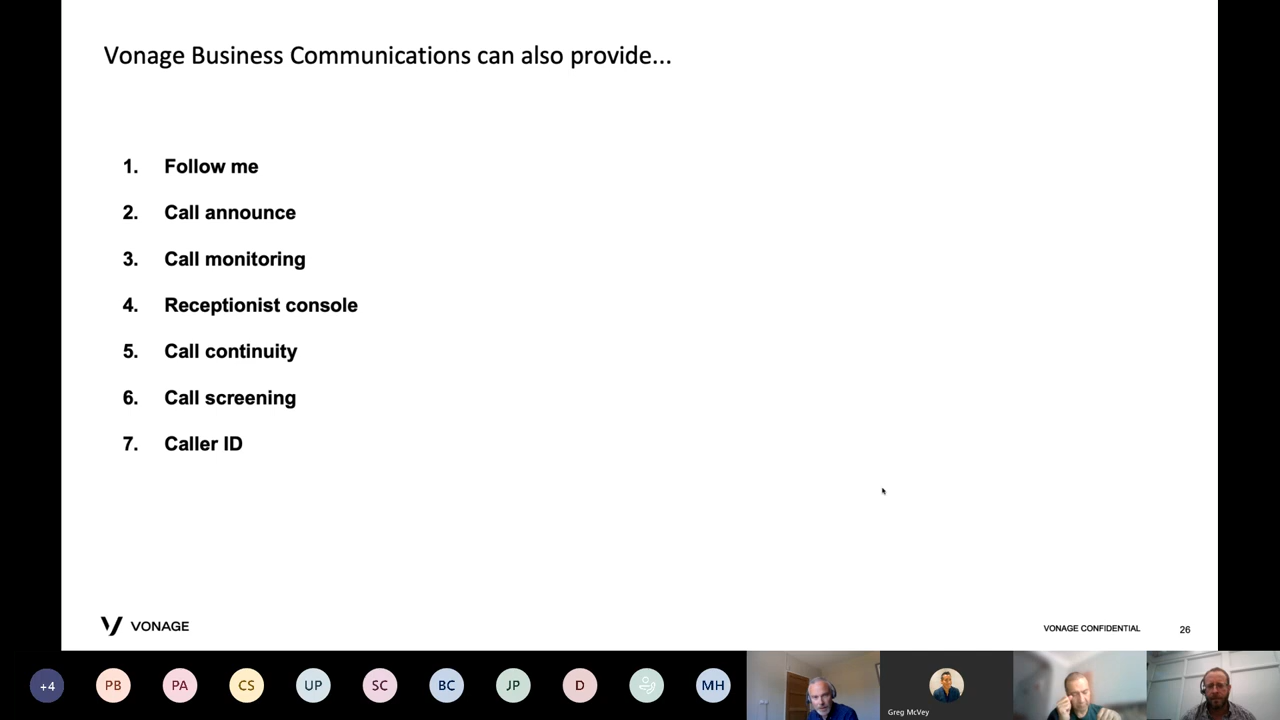 Vonage Business Communications can also provide...
1. Follow me
2. Call announce
3. Call monitoring
4. Receptionist console
5. Call continuity
6. Call screening
7. Caller ID
VONAGE
VONAGE CONFIDENTIAL 26
+4 PB PA CS UP SC BC JP D MH
Greg McVey